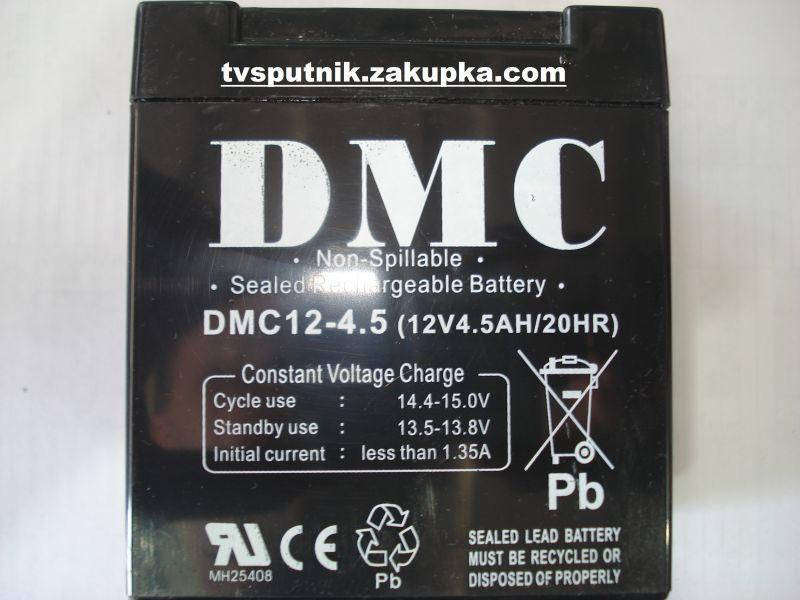 tvsputnik.zakupka.com
DMC
• Non-Spillable •
• Sealed Rechargeable Battery •
DMC12-4.5 (12V4.5AH/20HR)
Constant Voltage Charge
Cycle use : 14.4-15.0V
Standby use : 13.5-13.8V
Initial current : less than 1.35A
Pb
RU CE
MH25408
Pb
SEALED LEAD BATTERY
MUST BE RECYCLED OR
DISPOSED OF PROPERLY